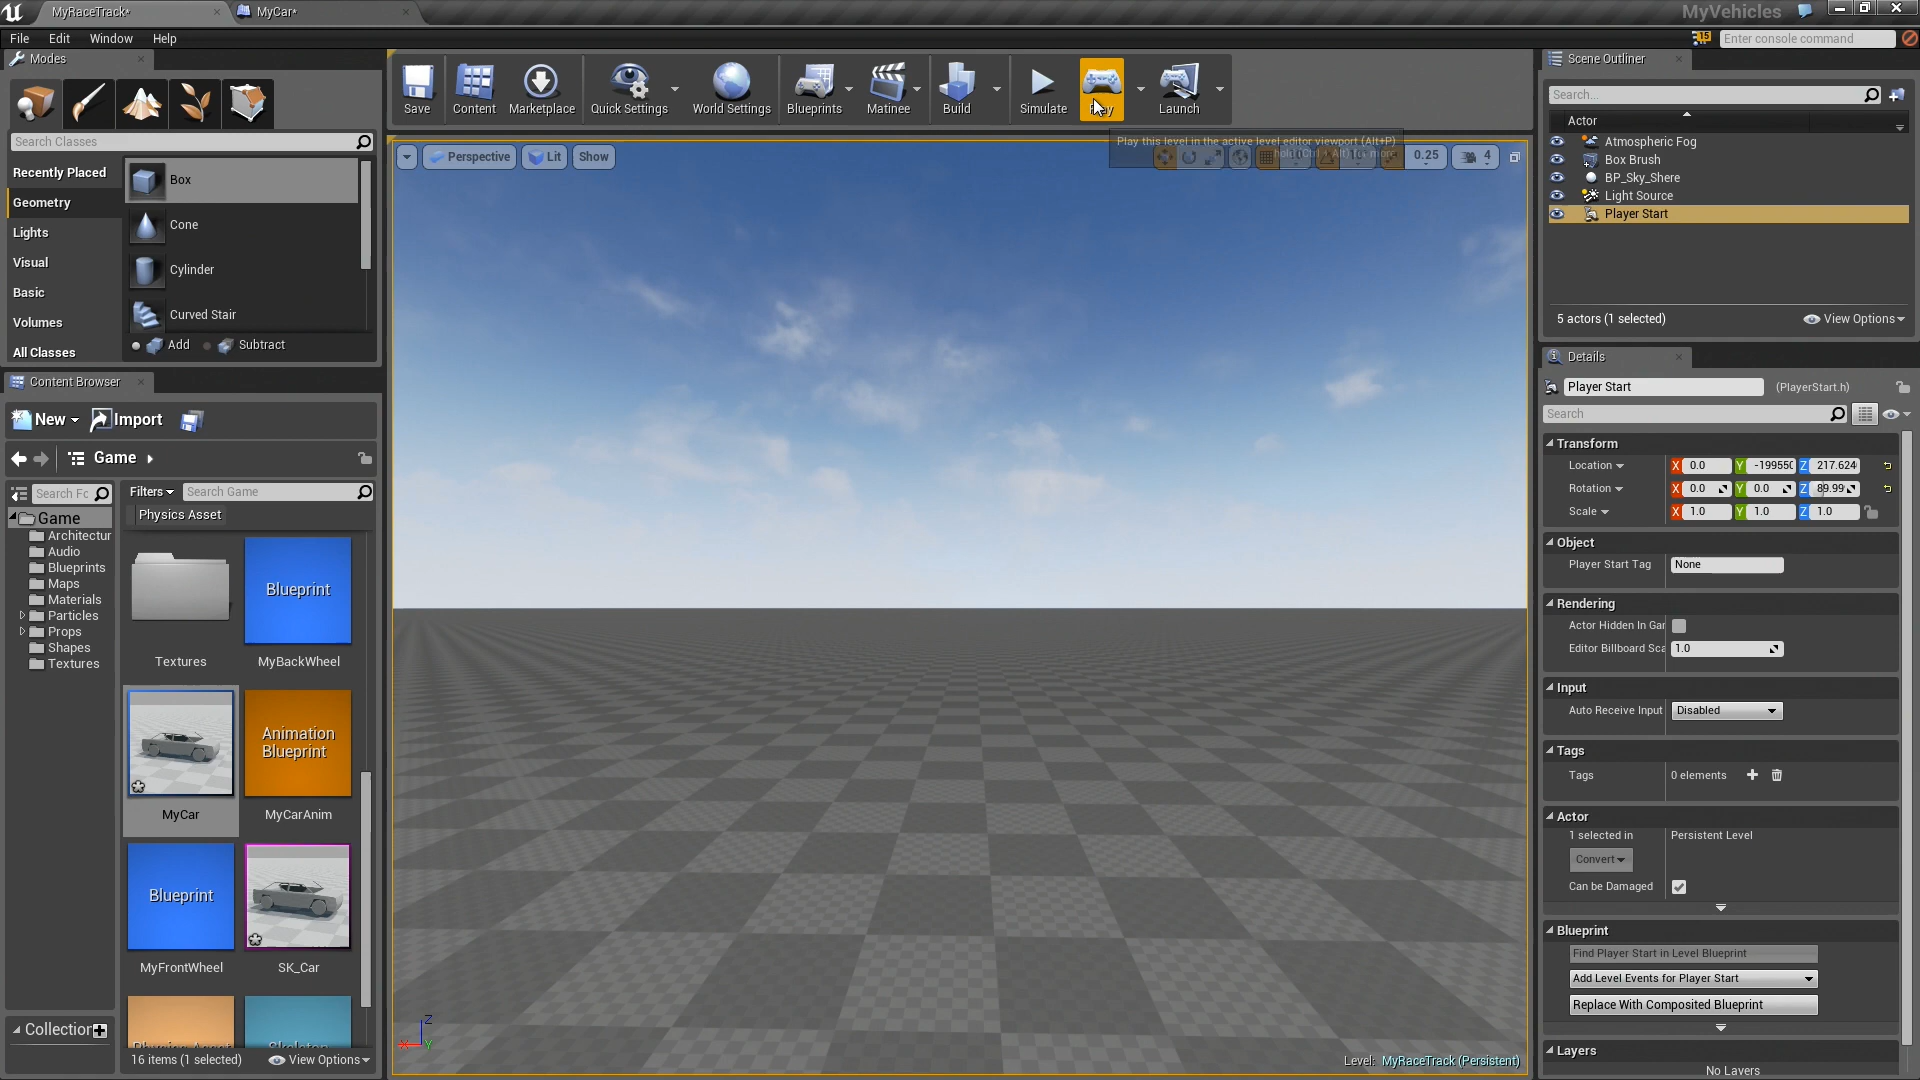 MyRaceTrack*
MyCar*
MyVehicles
File Edit Window Help
15
Enter console command
Modes
Search Classes
Recently Placed
Geometry
Lights
Visual
Basic
Volumes
All Classes
Box
Cone
Cylinder
Curved Stair
Add Subtract
Content Browser
New Import
Game
Filters
Search Game
Physics Asset
Game
Architectur
Audio
Blueprints
Maps
Materials
Particles
Props
Shapes
Textures
Textures
Blueprint
MyBackWheel
MyCar
Animation
Blueprint
MyCarAnim
Blueprint
MyFrontWheel
SK_Car
Collection
16 items (1 selected)
View Options
Save
Content
Marketplace
Quick Settings
World Settings
Blueprints
Matinee
Build
Simulate
Launch
Play this level in the active level editor viewport (Alt+P)
Perspective
Lit
Show
0.25
4
Z
X
Y
Level: MyRaceTrack (Persistent)
Scene Outliner
Search...
Actor
Atmospheric Fog
Box Brush
BP_Sky_Shere
Light Source
Player Start
5 actors (1 selected)
View Options
Details
Player Start
(PlayerStart.h)
Search
Transform
Location X 0.0 Y -19955 Z 217.624
Rotation X 0.0 Y 0.0 Z 89.99
Scale X 1.0 Y 1.0 Z 1.0
Object
Player Start Tag None
Rendering
Actor Hidden In Gar
Editor Billboard Sca 1.0
Input
Auto Receive Input Disabled
Tags
Tags 0 elements
Actor
1 selected in Persistent Level
Convert
Can be Damaged
Blueprint
Find Player Start in Level Blueprint
Add Level Events for Player Start
Replace With Composited Blueprint
Layers
No Layers